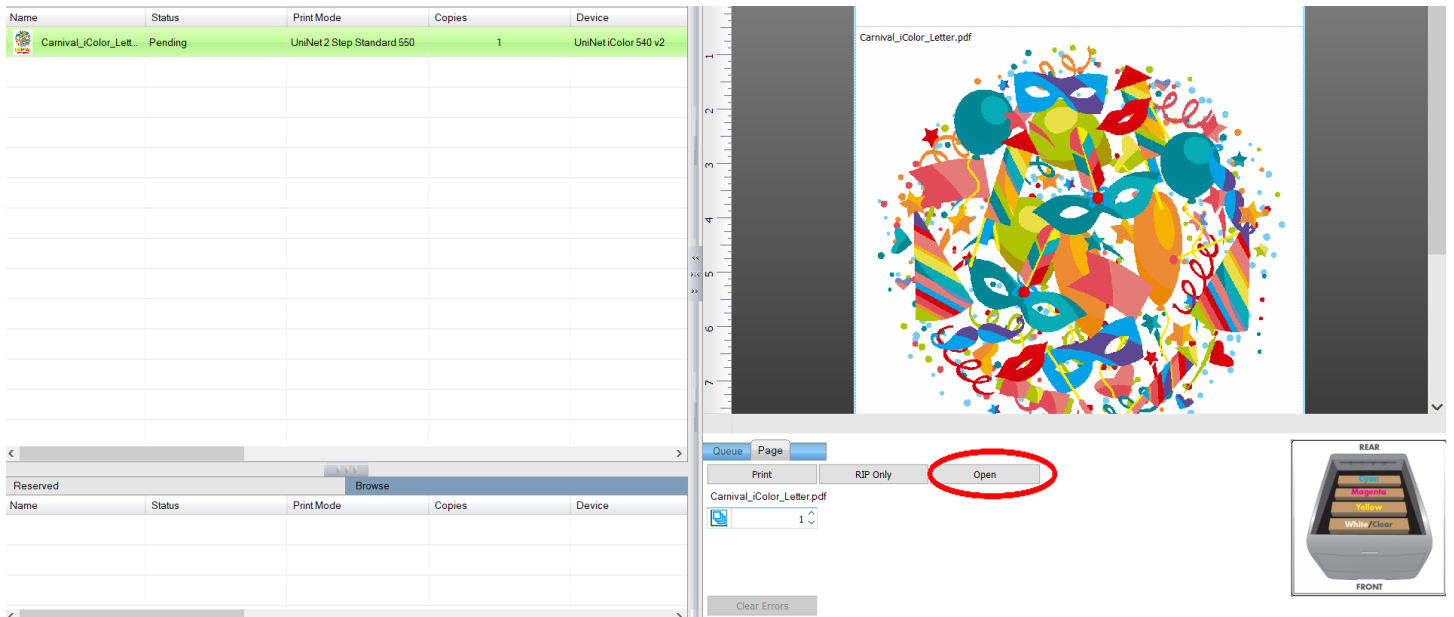 Name Status Print Mode Copies Device
Carnival_iColor_Lett... Pending UniNet 2 Step Standard 550 1 UniNet iColor 540 v2
Reserved Browse
Name Status Print Mode Copies Device
1
2
3
4
5
6
7
Carnival_iColor_Letter.pdf
Queue Page
Print RIP Only Open
Carnival_iColor_Letter.pdf
1
Clear Errors
REAR
Cyan
Magenta
Yellow
White/Clear
FRONT